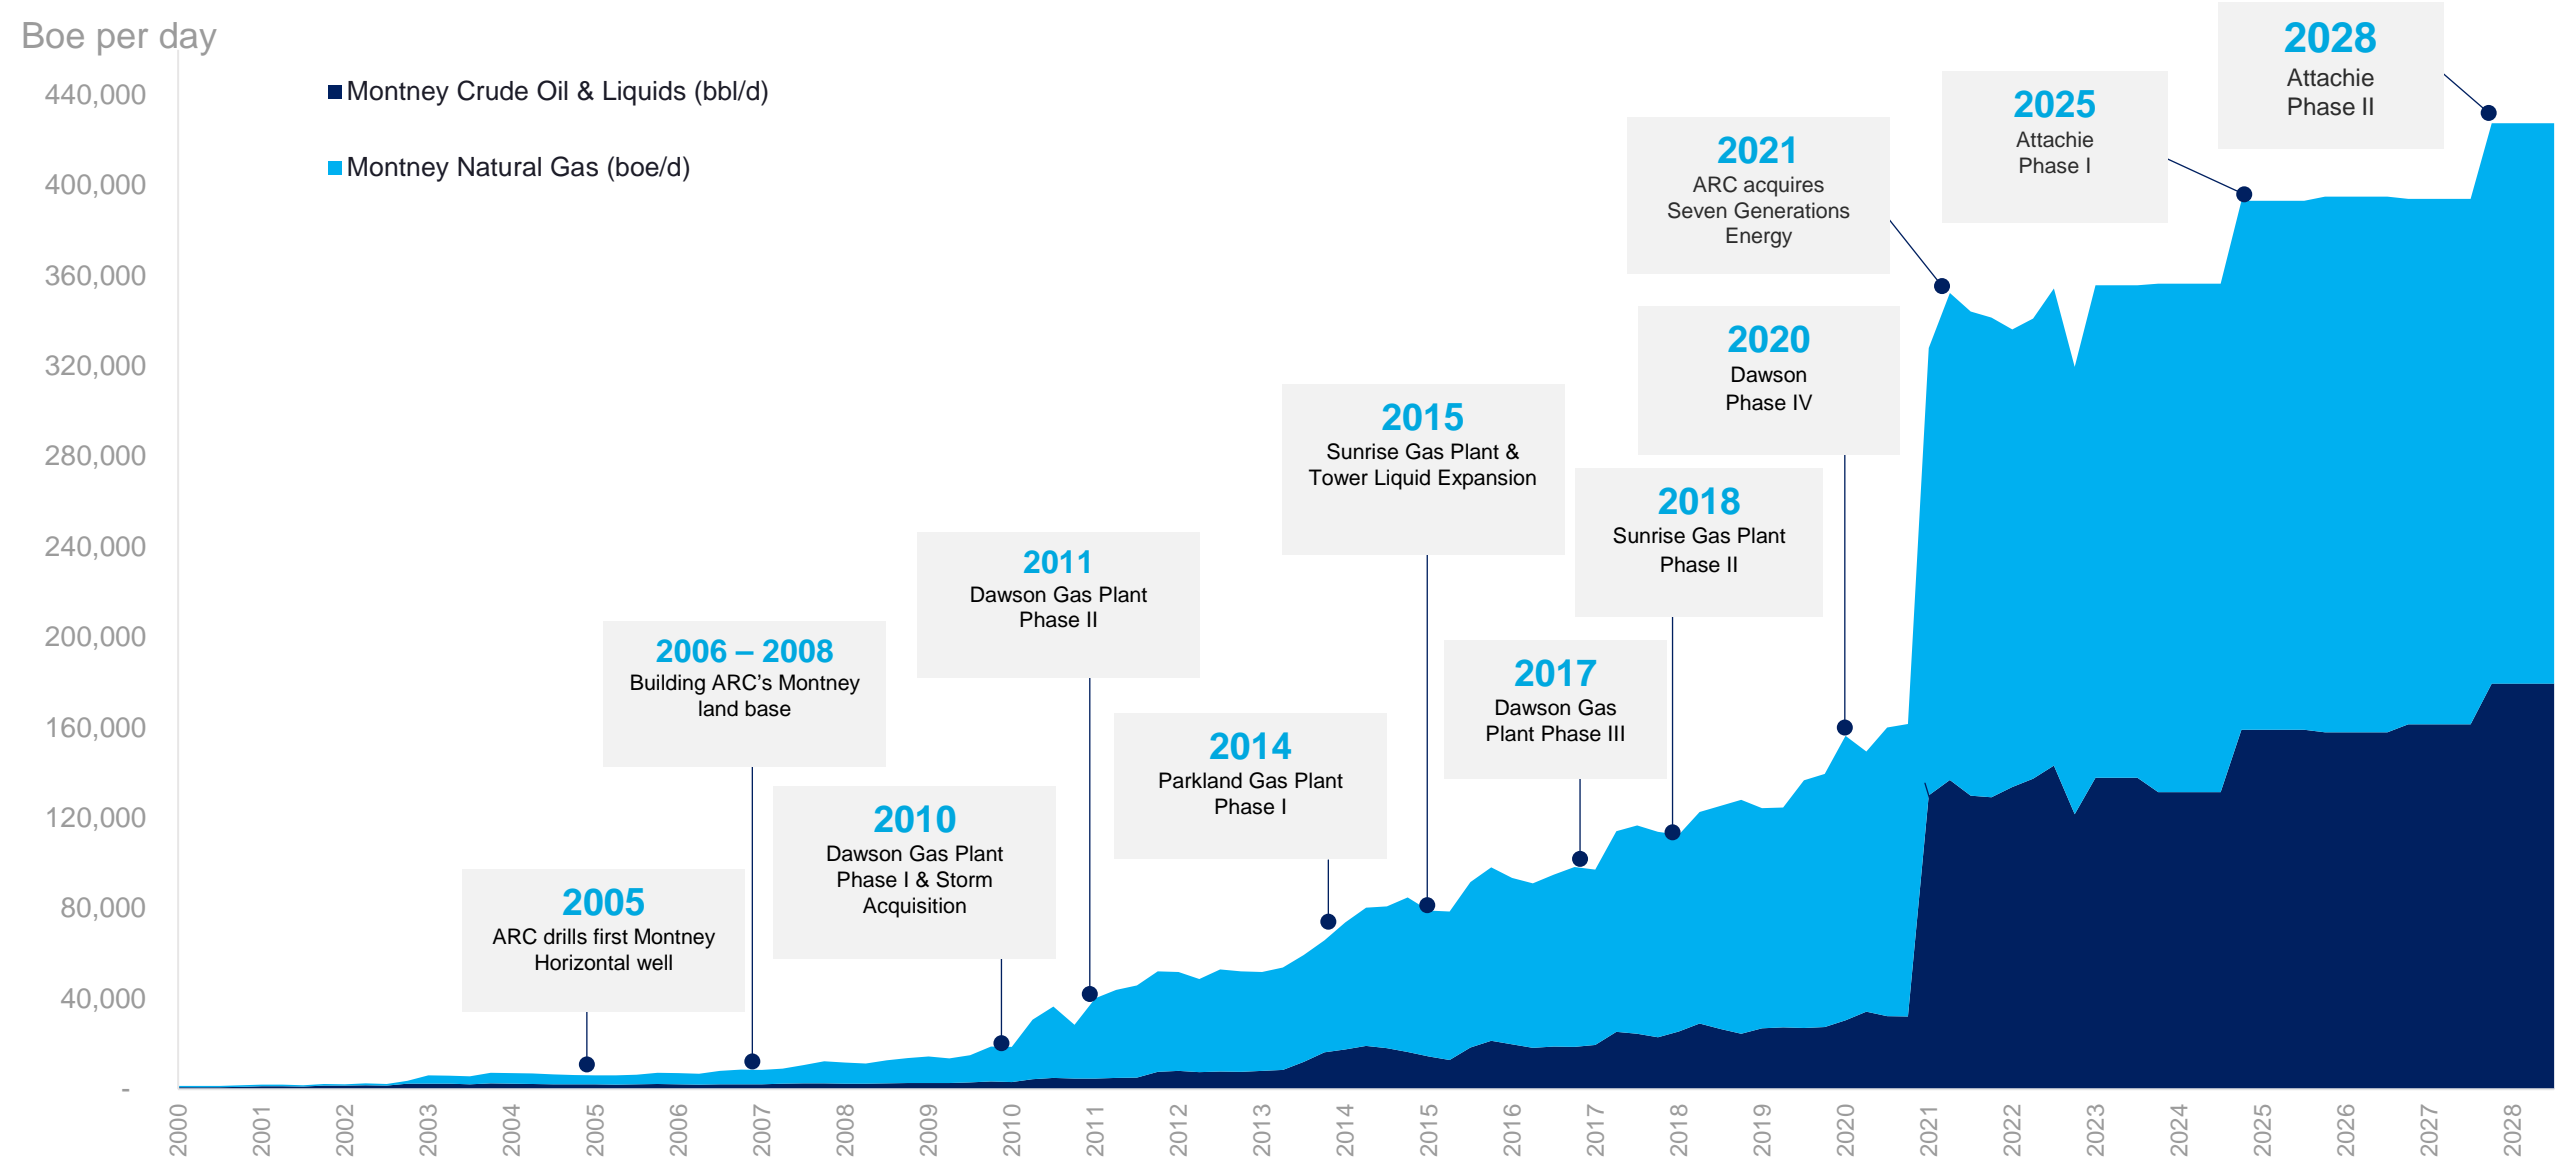 Boe per day
440,000
400,000
360,000
320,000
280,000
240,000
200,000
160,000
120,000
80,000
40,000
-
Montney Crude Oil & Liquids (bbl/d)
Montney Natural Gas (boe/d)
2005
ARC drills first Montney
Horizontal well
2006 – 2008
Building ARC’s Montney
land base
2010
Dawson Gas Plant
Phase I & Storm
Acquisition
2011
Dawson Gas Plant
Phase II
2014
Parkland Gas Plant
Phase I
2015
Sunrise Gas Plant &
Tower Liquid Expansion
2017
Dawson Gas
Plant Phase III
2018
Sunrise Gas Plant
Phase II
2020
Dawson
Phase IV
2021
ARC acquires
Seven Generations
Energy
2025
Attachie
Phase I
2028
Attachie
Phase II
2000
2001
2002
2003
2004
2005
2006
2007
2008
2009
2010
2011
2012
2013
2014
2015
2016
2017
2018
2019
2020
2021
2022
2023
2024
2025
2026
2027
2028